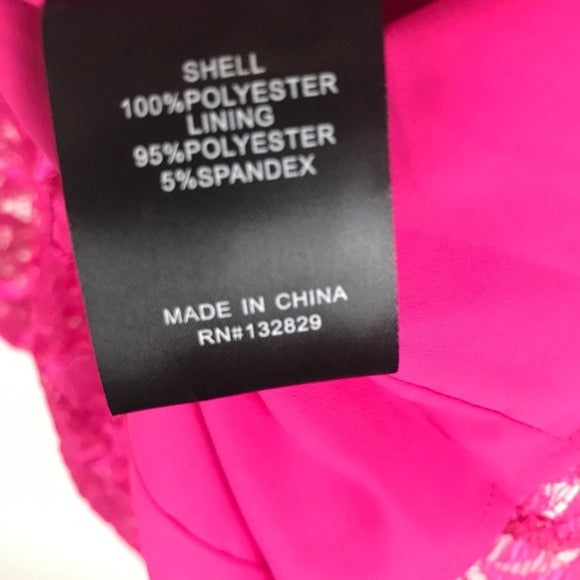 SHELL
100%POLYESTER
LINING
95%POLYESTER
5%SPANDEX
MADE IN CHINA
RN#132829